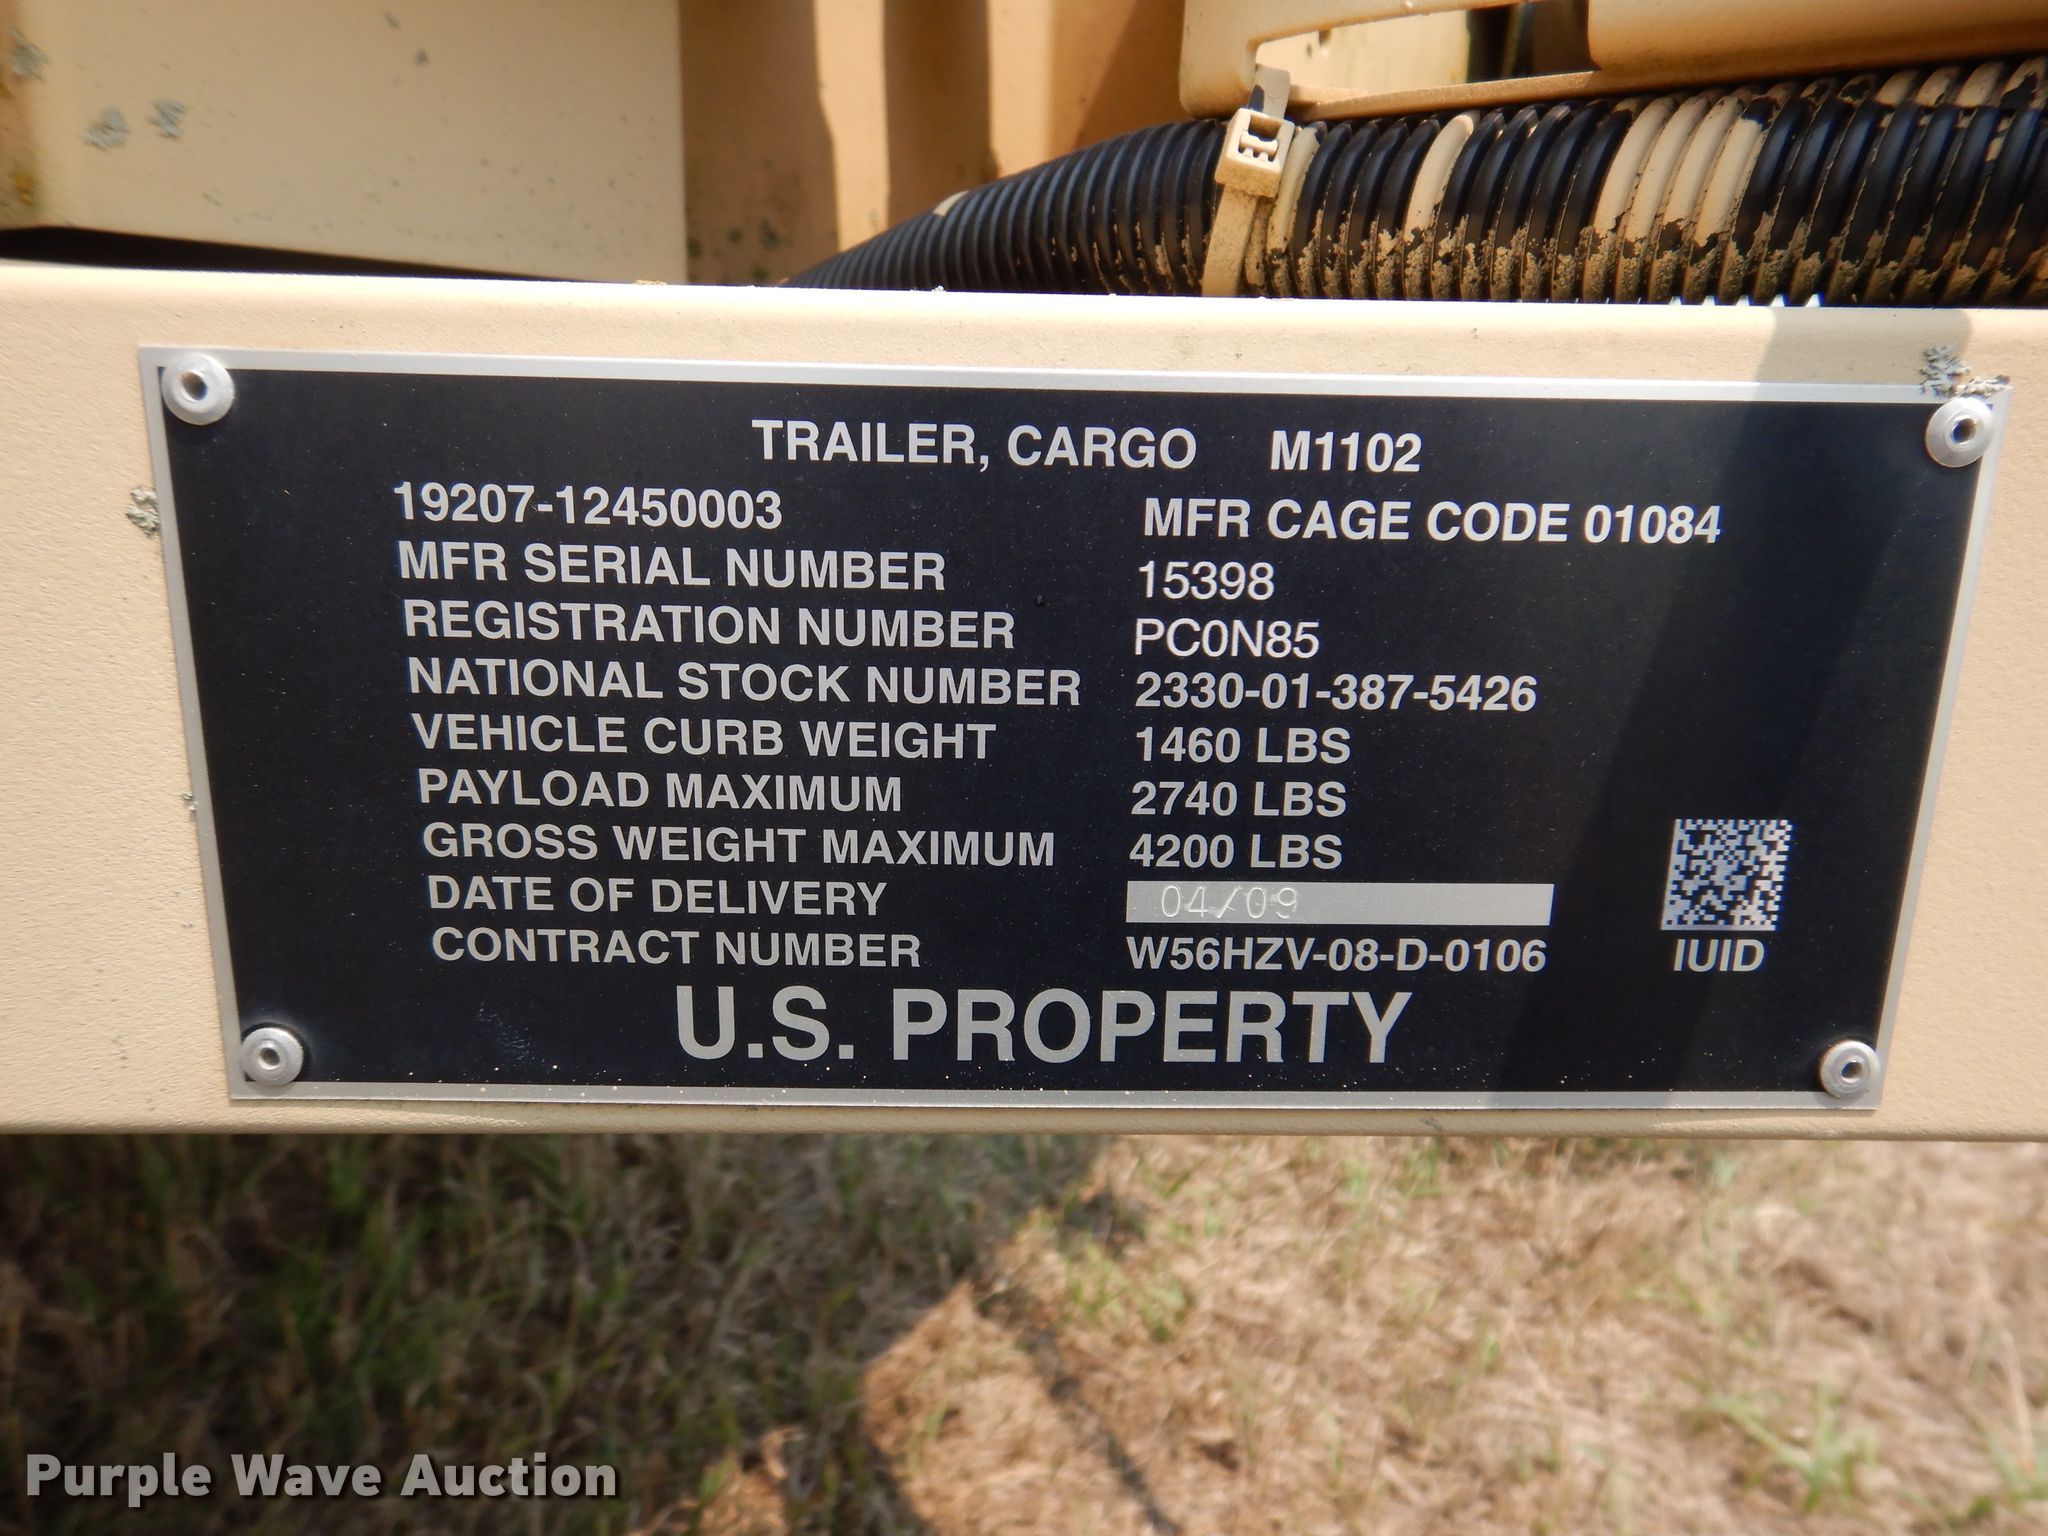 TRAILER, CARGO M1102
19207-12450003 MFR CAGE CODE 01084
MFR SERIAL NUMBER 15398
REGISTRATION NUMBER PC0N85
NATIONAL STOCK NUMBER 2330-01-387-5426
VEHICLE CURB WEIGHT 1460 LBS
PAYLOAD MAXIMUM 2740 LBS
GROSS WEIGHT MAXIMUM 4200 LBS
DATE OF DELIVERY 04/09
CONTRACT NUMBER W56HZV-08-D-0106
IUID
U.S. PROPERTY
Purple Wave Auction